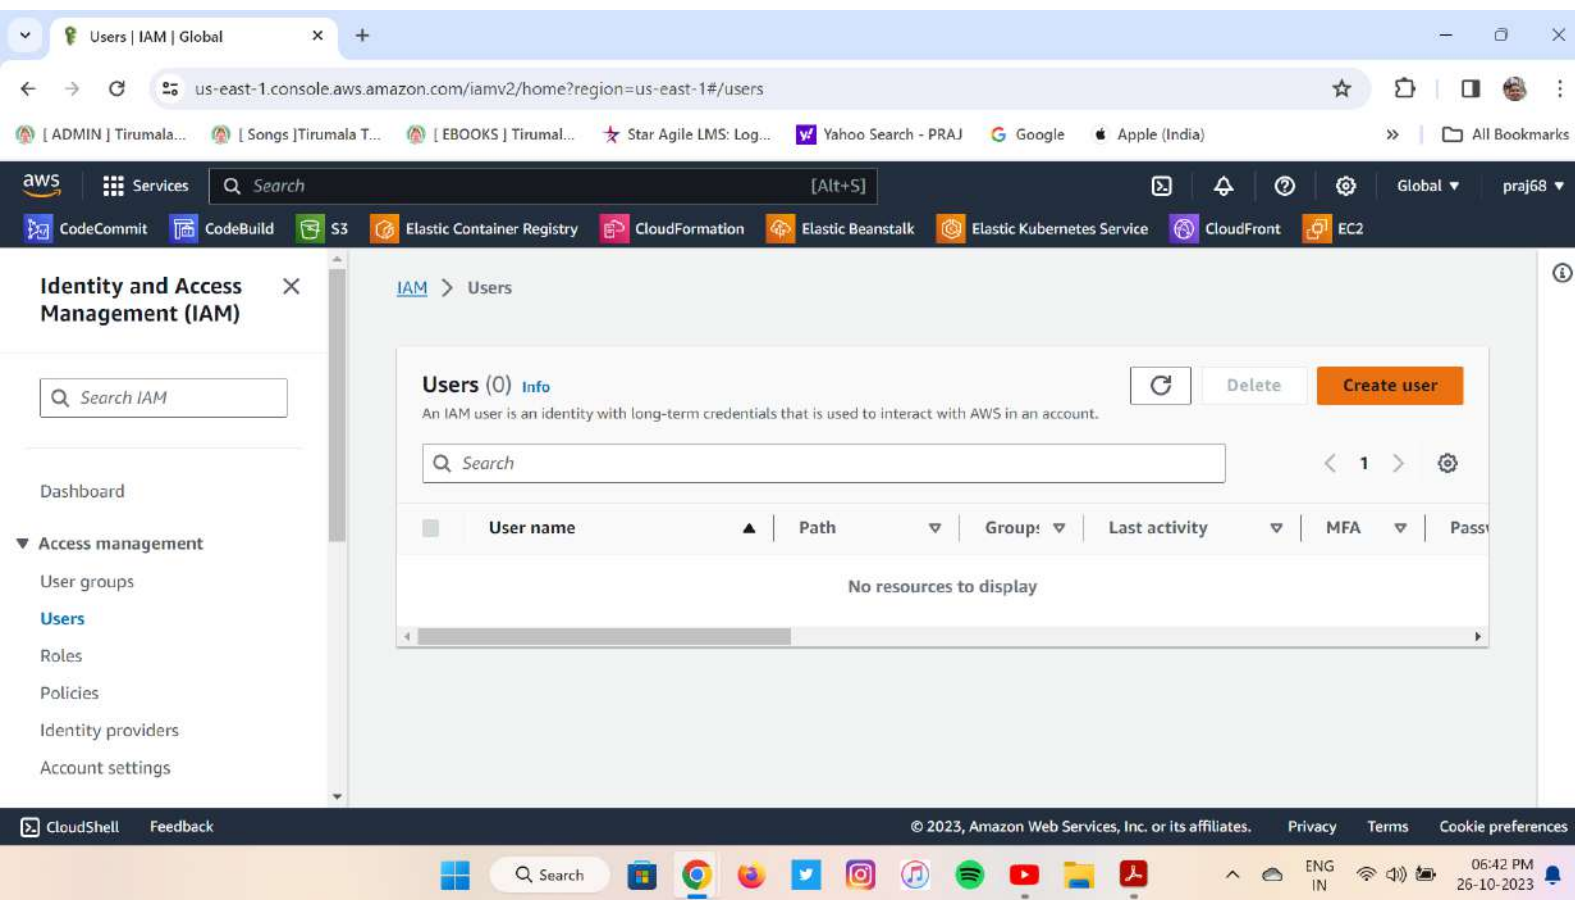 Users | IAM | Global
us-east-1.console.aws.amazon.com/iamv2/home?region=us-east-1#/users
[ ADMIN ] Tirumala... [ Songs ]Tirumala T... [ EBOOKS ] Tirumal... Star Agile LMS: Log... Yahoo Search - PRAJ Google Apple (India) » All Bookmarks
aws Services Search [Alt+S] Global praj68
CodeCommit CodeBuild S3 Elastic Container Registry CloudFormation Elastic Beanstalk Elastic Kubernetes Service CloudFront EC2
Identity and Access
Management (IAM)
Search IAM
Dashboard
Access management
User groups
Users
Roles
Policies
Identity providers
Account settings
IAM > Users
Users (0) Info
An IAM user is an identity with long-term credentials that is used to interact with AWS in an account.
Delete
Create user
Search
1
User name Path Group: Last activity MFA Pass
No resources to display
CloudShell Feedback © 2023, Amazon Web Services, Inc. or its affiliates. Privacy Terms Cookie preferences
Search
ENG
IN
06:42 PM
26-10-2023